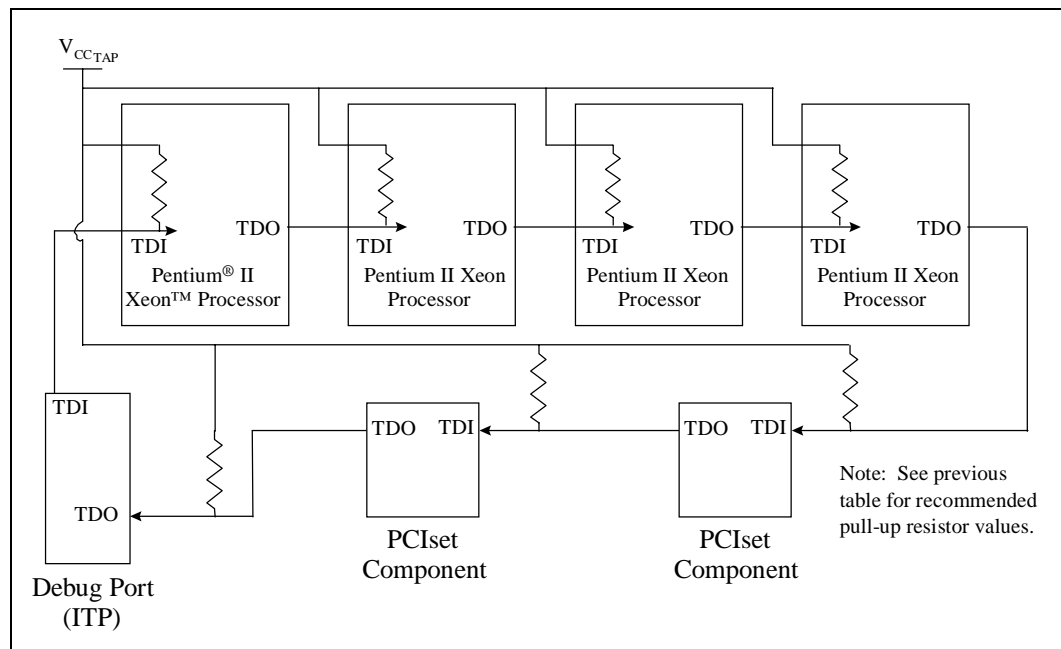 VCCTAP
TDO
TDO
TDO
TDO
TDI
TDI
TDI
TDI
Pentium® II
Xeon™ Processor
Pentium II Xeon
Processor
Pentium II Xeon
Processor
Pentium II Xeon
Processor
TDI
TDO
TDO
TDI
TDO
TDI
PCIset
Component
PCIset
Component
Note: See previous
table for recommended
pull-up resistor values.
Debug Port
(ITP)